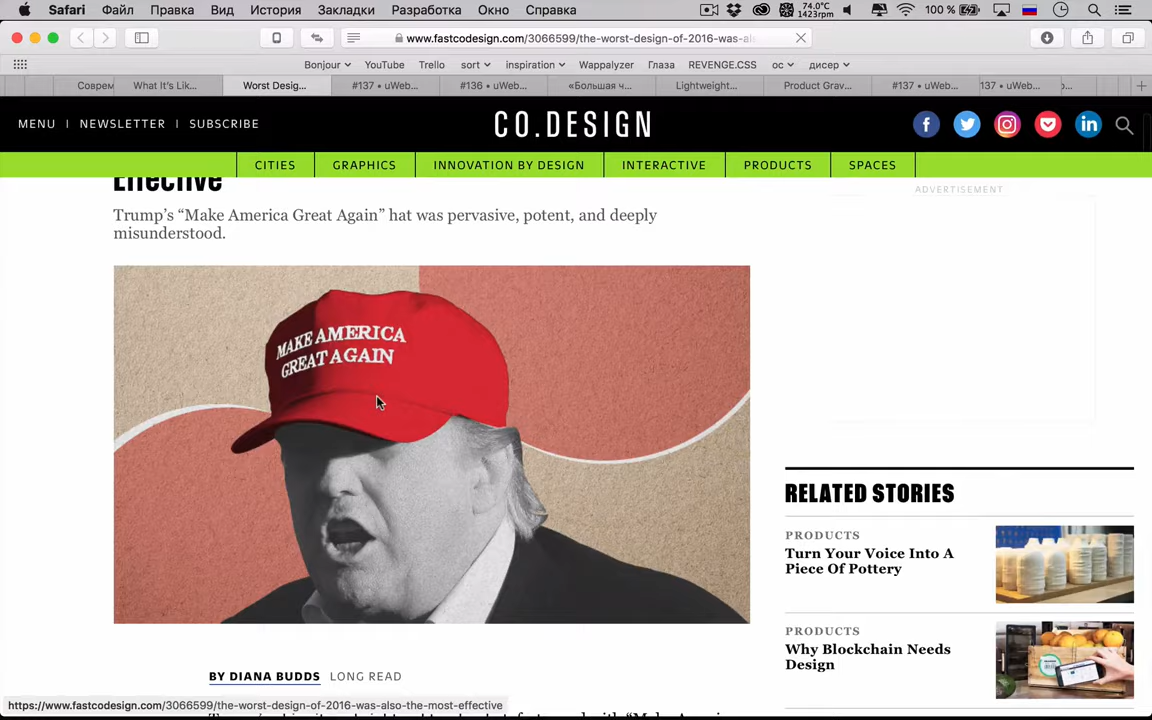 Safari Файл Правка Вид История Закладки Разработка Окно Справка 74.0°C 1423rpm 100 %
www.fastcodesign.com/3066599/the-worst-design-of-2016-was-al
Bonjour YouTube Trello sort inspiration Wappalyzer Глаза REVENGE.CSS ос дисер
Соврем What It's Lik... Worst Desig... #137 • uWeb... #136 • uWeb... «Большая ч... Lightweight... Product Grav... #137 • uWeb... 137 • uWeb...
MENU | NEWSLETTER | SUBSCRIBE
CO.DESIGN
CITIES GRAPHICS INNOVATION BY DESIGN INTERACTIVE PRODUCTS SPACES
Effective
Trump's “Make America Great Again” hat was pervasive, potent, and deeply
misunderstood.
ADVERTISEMENT
MAKE AMERICA
GREAT AGAIN
RELATED STORIES
PRODUCTS
Turn Your Voice Into A
Piece Of Pottery
PRODUCTS
Why Blockchain Needs
Design
BY DIANA BUDDS LONG READ
https://www.fastcodesign.com/3066599/the-worst-design-of-2016-was-also-the-most-effective